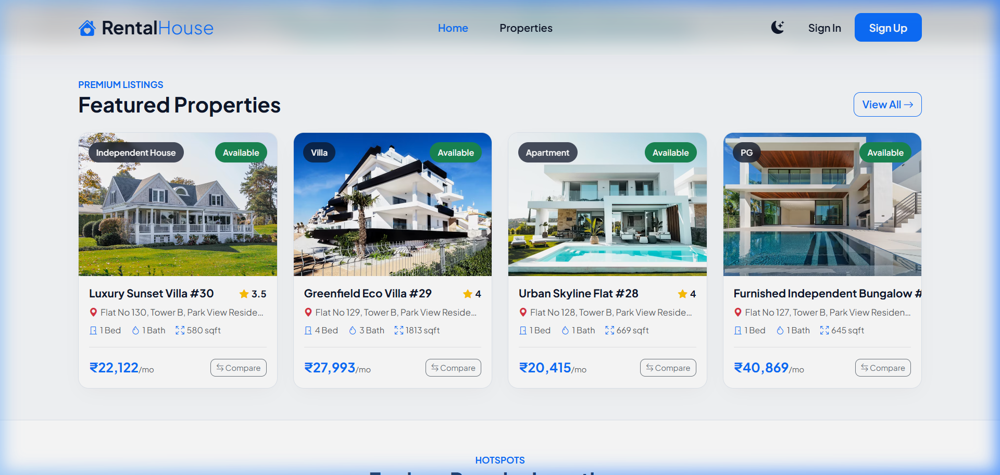 RentalHouse
Home
Properties
Sign In
Sign Up
PREMIUM LISTINGS
Featured Properties
View All
Independent House
Available
Villa
Available
Apartment
Available
PG
Available
Luxury Sunset Villa #30
3.5
Flat No 130, Tower B, Park View Reside...
1 Bed
1 Bath
580 sqft
₹22,122/mo
Compare
Greenfield Eco Villa #29
4
Flat No 129, Tower B, Park View Reside...
4 Bed
3 Bath
1813 sqft
₹27,993/mo
Compare
Urban Skyline Flat #28
4
Flat No 128, Tower B, Park View Reside...
1 Bed
1 Bath
669 sqft
₹20,415/mo
Compare
Furnished Independent Bungalow #
Flat No 127, Tower B, Park View Residen...
1 Bed
1 Bath
645 sqft
₹40,869/mo
Compare
HOTSPOTS